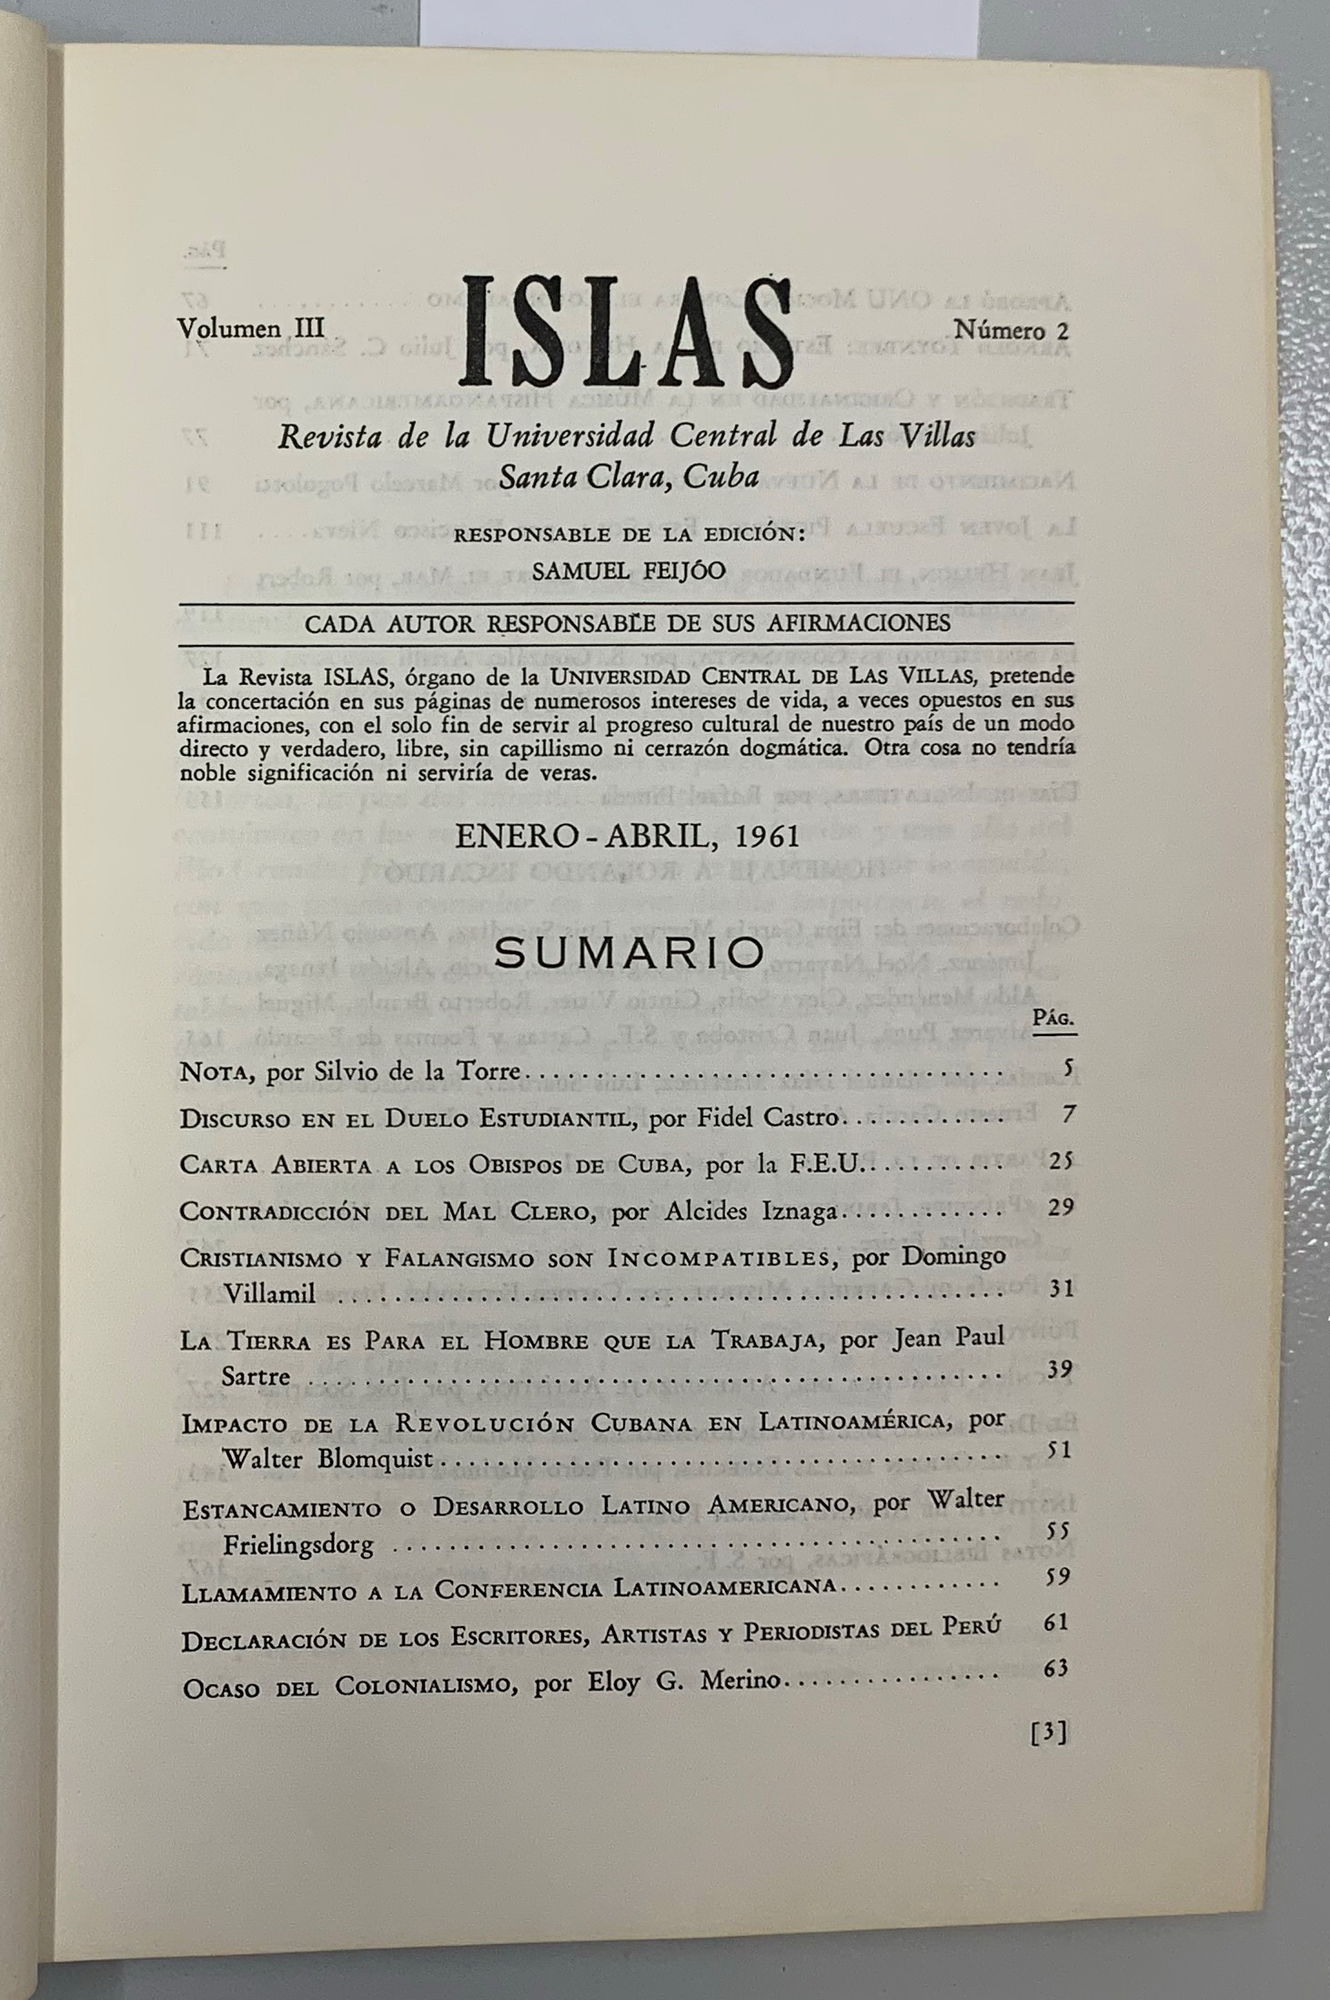 Volumen III
ISLAS
Número 2
Revista de la Universidad Central de Las Villas
Santa Clara, Cuba
RESPONSABLE DE LA EDICIÓN:
SAMUEL FEIJÓO
CADA AUTOR RESPONSABLE DE SUS AFIRMACIONES
La Revista ISLAS, órgano de la UNIVERSIDAD CENTRAL DE LAS VILLAS, pretende
la concertación en sus páginas de numerosos intereses de vida, a veces opuestos en sus
afirmaciones, con el solo fin de servir al progreso cultural de nuestro país de un modo
directo y verdadero, libre, sin capillismo ni cerrazón dogmática. Otra cosa no tendría
noble significación ni serviría de veras.
ENERO - ABRIL, 1961
SUMARIO
PÁG.
NOTA, por Silvio de la Torre.................................. 5
DISCURSO EN EL DUELO ESTUDIANTIL, por Fidel Castro............ 7
CARTA ABIERTA A LOS OBISPOS DE CUBA, por la F.E.U........... 25
CONTRADICCIÓN DEL MAL CLERO, por Alcides Iznaga............ 29
CRISTIANISMO Y FALANGISMO SON INCOMPATIBLES, por Domingo
Villamil ............................................... 31
LA TIERRA ES PARA EL HOMBRE QUE LA TRABAJA, por Jean Paul
Sartre ................................................. 39
IMPACTO DE LA REVOLUCIÓN CUBANA EN LATINOAMÉRICA, por
Walter Blomquist........................................ 51
ESTANCAMIENTO O DESARROLLO LATINO AMERICANO, por Walter
Frielingsdorg .......................................... 55
LLAMAMIENTO A LA CONFERENCIA LATINOAMERICANA............ 59
DECLARACIÓN DE LOS ESCRITORES, ARTISTAS Y PERIODISTAS DEL PERÚ 61
OCASO DEL COLONIALISMO, por Eloy G. Merino................ 63
[3]